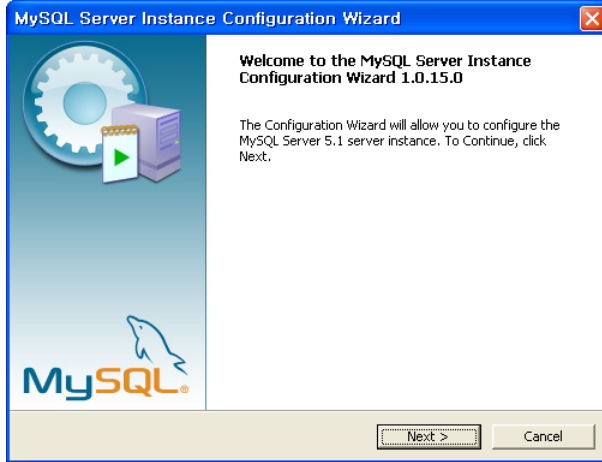 MySQL Server Instance Configuration Wizard
Welcome to the MySQL Server Instance
Configuration Wizard 1.0.15.0
The Configuration Wizard will allow you to configure the
MySQL Server 5.1 server instance. To Continue, click
Next.
MySQL®
Next >
Cancel